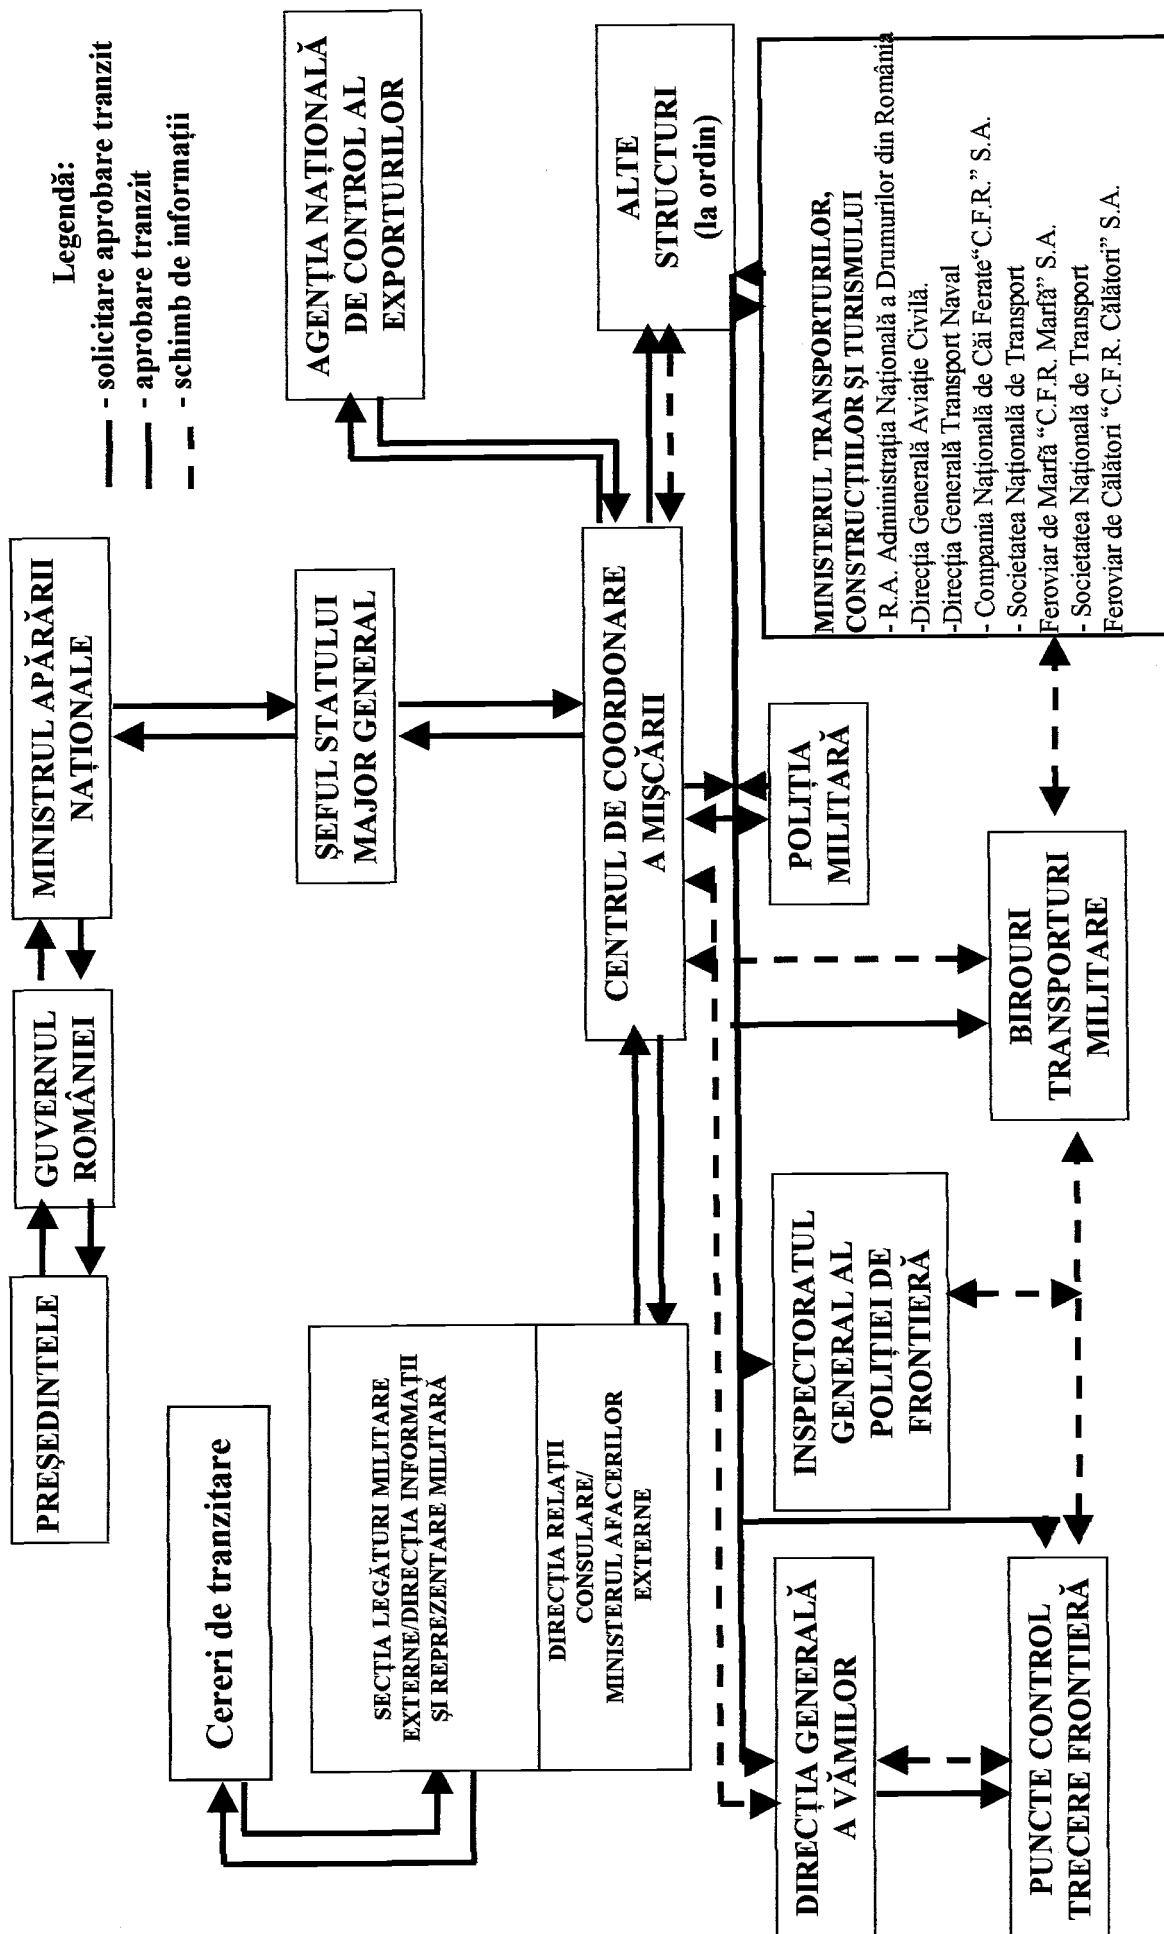 Legendă:
- solicitare aprobare tranzit
- aprobare tranzit
- schimb de informații
PREȘEDINTELE
GUVERNUL
ROMÂNIEI
MINISTRUL APĂRĂRII
NAȚIONALE
Cereri de tranzitare
ȘEFUL STATULUI
MAJOR GENERAL
AGENȚIA NAȚIONALĂ
DE CONTROL AL
EXPORTURILOR
SECȚIA LEGĂTURI MILITARE
EXTERNE/DIRECȚIA INFORMAȚII
ȘI REPREZENTARE MILITARĂ
DIRECȚIA RELAȚII
CONSULARE/
MINISTERUL AFACERILOR
EXTERNE
CENTRUL DE COORDONARE
A MIȘCĂRII
ALTE
STRUCTURI
(la ordin)
DIRECȚIA GENERALĂ
A VĂMILOR
INSPECTORATUL
GENERAL AL
POLIȚIEI DE
FRONTIERĂ
POLIȚIA
MILITARĂ
MINISTERUL TRANSPORTURILOR,
CONSTRUCȚIILOR ȘI TURISMULUI
- R.A. Administrația Națională a Drumurilor din România
-Direcția Generală Aviație Civilă.
-Direcția Generală Transport Naval
- Compania Națională de Căi Ferate“C.F.R.” S.A.
- Societatea Națională de Transport
Feroviar de Marfă “C.F.R. Marfă” S.A.
- Societatea Națională de Transport
Feroviar de Călători “C.F.R. Călători” S.A.
PUNCTE CONTROL
TRECERE FRONTIERĂ
BIROURI
TRANSPORTURI
MILITARE